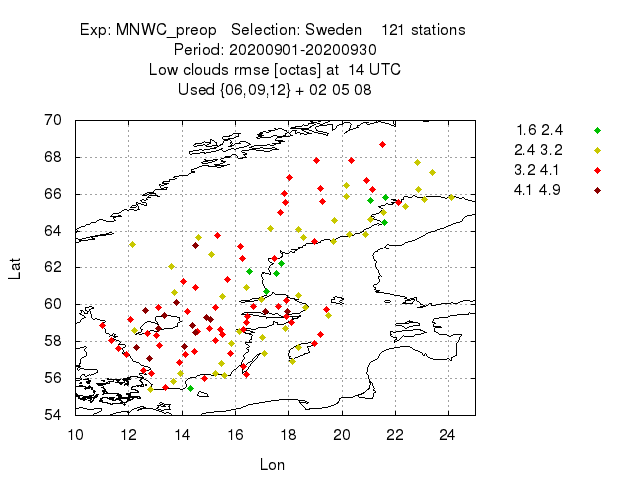 Exp: MNWC_preop   Selection: Sweden    121 stations
Period: 20200901-20200930
Low clouds rmse [octas] at  14 UTC
Used {06,09,12} + 02 05 08
1.6 2.4
2.4 3.2
3.2 4.1
4.1 4.9
Lat
70
68
66
64
62
60
58
56
54
10 12 14 16 18 20 22 24
Lon